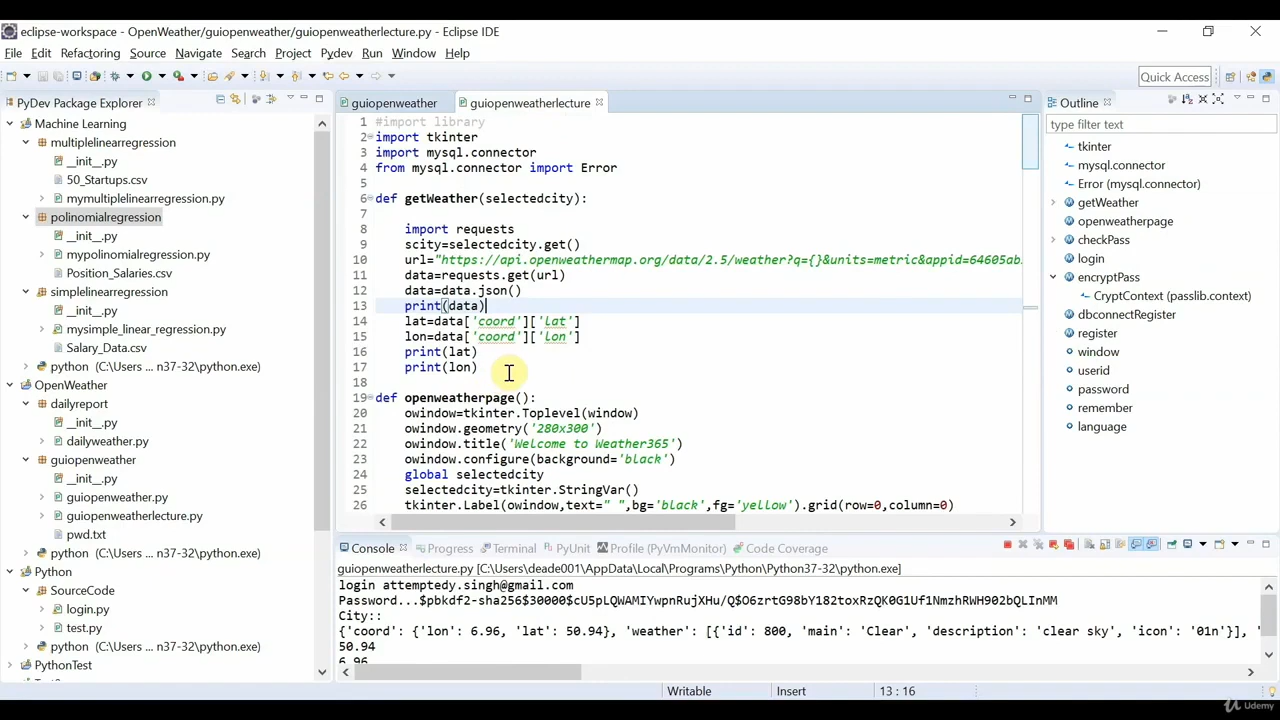 eclipse-workspace - OpenWeather/guiopenweather/guiopenweatherlecture.py - Eclipse IDE
File Edit Refactoring Source Navigate Search Project Pydev Run Window Help
Quick Access
PyDev Package Explorer
Machine Learning
multiplelinearregression
__init__.py
50_Startups.csv
mymultiplelinearregression.py
polinomialregression
__init__.py
mypolinomialregression.py
Position_Salaries.csv
simplelinearregression
__init__.py
mysimple_linear_regression.py
Salary_Data.csv
python (C:\Users ... n37-32\python.exe)
OpenWeather
dailyreport
__init__.py
dailyweather.py
guiopenweather
__init__.py
guiopenweather.py
guiopenweatherlecture.py
pwd.txt
python (C:\Users ... n37-32\python.exe)
Python
SourceCode
login.py
test.py
python (C:\Users ... n37-32\python.exe)
PythonTest
guiopenweather guiopenweatherlecture
1 #import library
2 import tkinter
3 import mysql.connector
4 from mysql.connector import Error
5
6 def getWeather(selectedcity):
7
8 import requests
9 scity=selectedcity.get()
10 url="https://api.openweathermap.org/data/2.5/weather?q={}&units=metric&appid=64605ab
11 data=requests.get(url)
12 data=data.json()
13 print(data)
14 lat=data['coord']['lat']
15 lon=data['coord']['lon']
16 print(lat)
17 print(lon)
18
19 def openweatherpage():
20 owindow=tkinter.Toplevel(window)
21 owindow.geometry('280x300')
22 owindow.title('Welcome to Weather365')
23 owindow.configure(background='black')
24 global selectedcity
25 selectedcity=tkinter.StringVar()
26 tkinter.Label(owindow,text=" ",bg='black',fg='yellow').grid(row=0,column=0)
Outline
type filter text
tkinter
mysql.connector
Error (mysql.connector)
getWeather
openweatherpage
checkPass
login
encryptPass
CryptContext (passlib.context)
dbconnectRegister
register
window
userid
password
remember
language
Console Progress Terminal PyUnit Profile (PyVmMonitor) Code Coverage
guiopenweatherlecture.py [C:\Users\deade001\AppData\Local\Programs\Python\Python37-32\python.exe]
login attemptedy.singh@gmail.com
Password...$pbkdf2-sha256$30000$cU5pLQWAMIYwpnRujXHu/Q$O6zrtG98bY182toxRzQK0G1Uf1NmzhRWH902bQLInMM
City::
{'coord': {'lon': 6.96, 'lat': 50.94}, 'weather': [{'id': 800, 'main': 'Clear', 'description': 'clear sky', 'icon': '01n'}], '
50.94
6.96
Writable Insert 13 : 16
Udemy